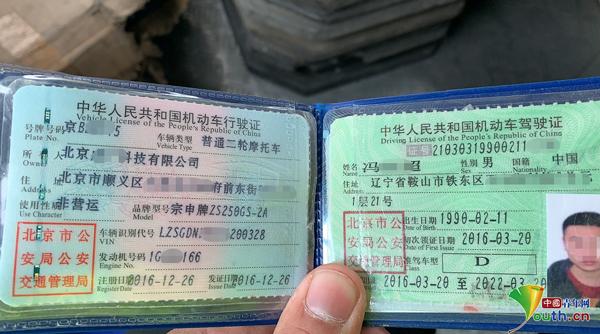 中华人民共和国机动车行驶证
Vehicle License of the People's Republic of China
号牌号码 京B 5 车辆类型 普通二轮摩托车
Plate No. Vehicle Type
所有人 北京 科技有限公司
Owner
住址 北京市顺义区 府前东街
Address
使用性质 非营运 品牌型号 宗申牌ZS250GS-2A
Use Character Model
北京市公安局公安交通管理局
车辆识别代号 LZSGDN 200328
VIN
发动机号码 1G 166
Engine No.
注册日期 2016-12-26 发证日期 2016-12-26
Register Date Issue Date
中华人民共和国机动车驾驶证
Driving License of the People's Republic of China
证号 21030319900211
姓名 冯 超 性别 男 国籍 中国
Name Sex Nationality
住址 辽宁省鞍山市铁东区
Address 1层21号
北京市公安局公安交通管理局
出生日期 1990-02-11
Date of Birth
初次领证日期 2016-03-20
Date of First Issue
准驾车型 D
Class
2016-03-20 至 2022-03-20
中国青年网
Youth.cn